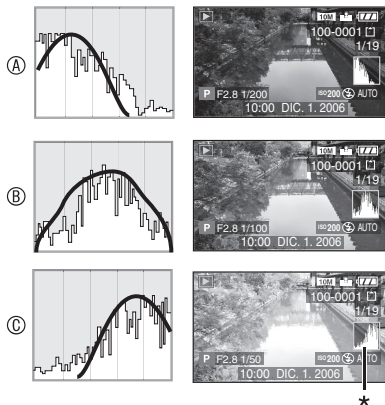 Ⓐ
10M
100-0001
1/19
P F2.8 1/200 ISO200 AUTO
10:00 DIC. 1. 2006
Ⓑ
10M
100-0001
1/19
P F2.8 1/100 ISO200 AUTO
10:00 DIC. 1. 2006
Ⓒ
10M
100-0001
1/19
P F2.8 1/50 ISO200 AUTO
10:00 DIC. 1. 2006
*